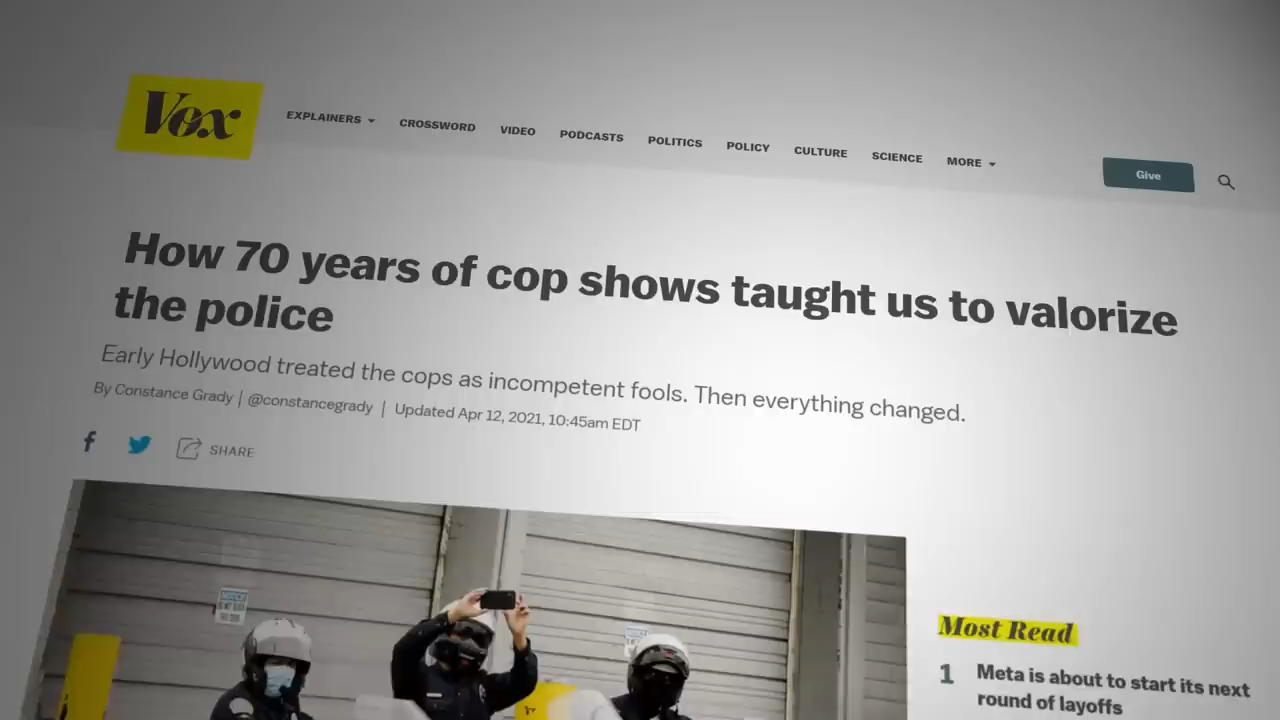 Vox
EXPLAINERS
CROSSWORD
VIDEO
PODCASTS
POLITICS
POLICY
CULTURE
SCIENCE
MORE
Give
How 70 years of cop shows taught us to valorize
the police
Early Hollywood treated the cops as incompetent fools. Then everything changed.
By Constance Grady | @constancegrady | Updated Apr 12, 2021, 10:45am EDT
SHARE
NOTICE
Most Read
1 Meta is about to start its next
round of layoffs